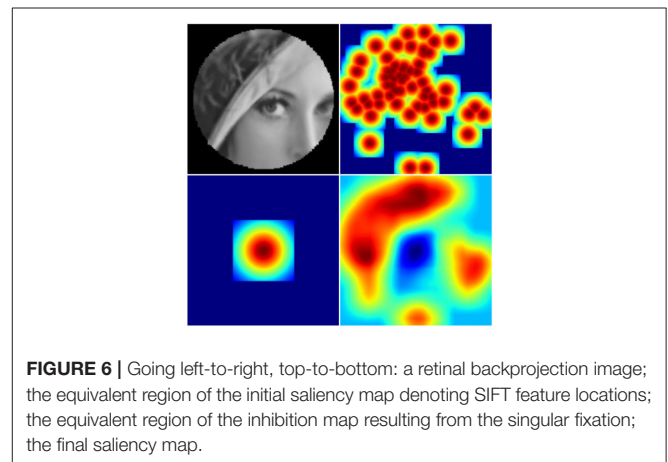 FIGURE 6 | Going left-to-right, top-to-bottom: a retinal backprojection image;
the equivalent region of the initial saliency map denoting SIFT feature locations;
the equivalent region of the inhibition map resulting from the singular fixation;
the final saliency map.